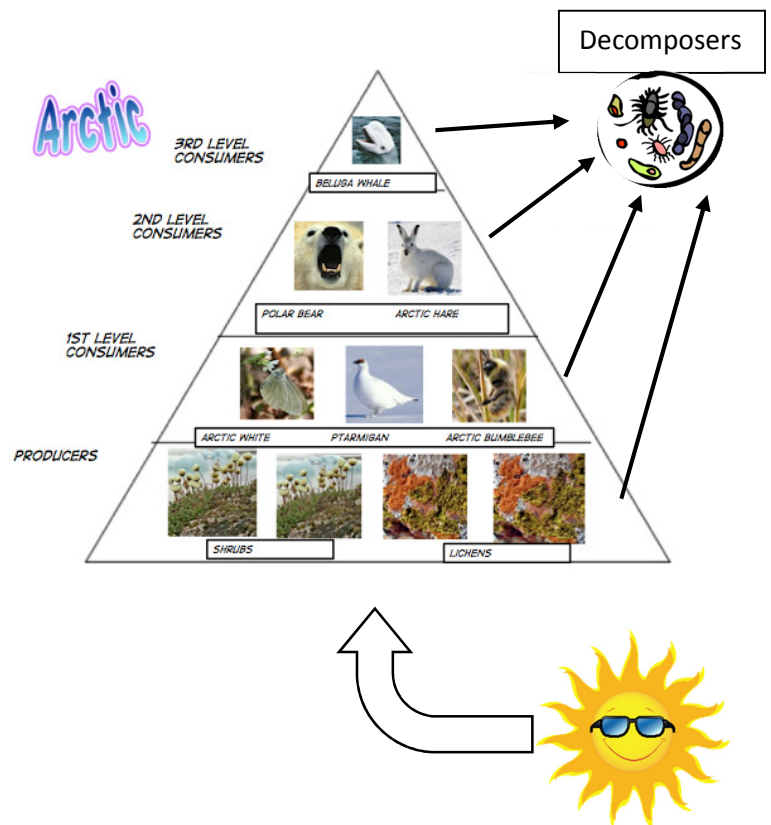 Decomposers
Arctic
3RD LEVEL
CONSUMERS
BELUGA WHALE
2ND LEVEL
CONSUMERS
POLAR BEAR ARCTIC HARE
1ST LEVEL
CONSUMERS
ARCTIC WHITE PTARMIGAN ARCTIC BUMBLEBEE
PRODUCERS
SHRUBS LICHENS